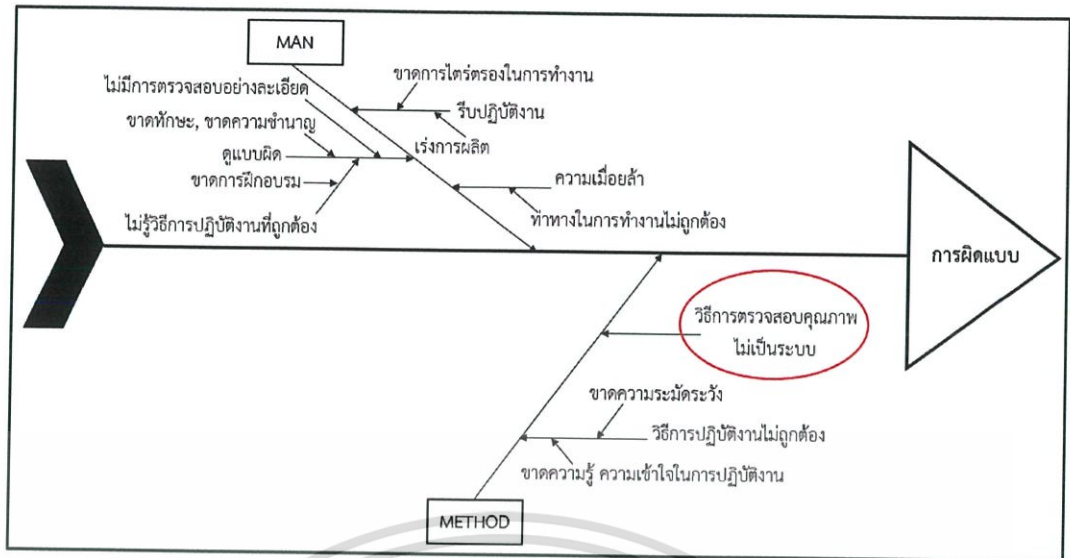 MAN
ขาดการไตร่ตรองในการทำงาน
ไม่มีการตรวจสอบอย่างละเอียด
รีบปฏิบัติงาน
ขาดทักษะ, ขาดความชำนาญ
เร่งการผลิต
ดูแบบผิด
ความเมื่อยล้า
ขาดการฝึกอบรม
ท่าทางในการทำงานไม่ถูกต้อง
ไม่รู้วิธีการปฏิบัติงานที่ถูกต้อง
การผิดแบบ
วิธีการตรวจสอบคุณภาพ
ไม่เป็นระบบ
ขาดความระมัดระวัง
วิธีการปฏิบัติงานไม่ถูกต้อง
ขาดความรู้ ความเข้าใจในการปฏิบัติงาน
METHOD